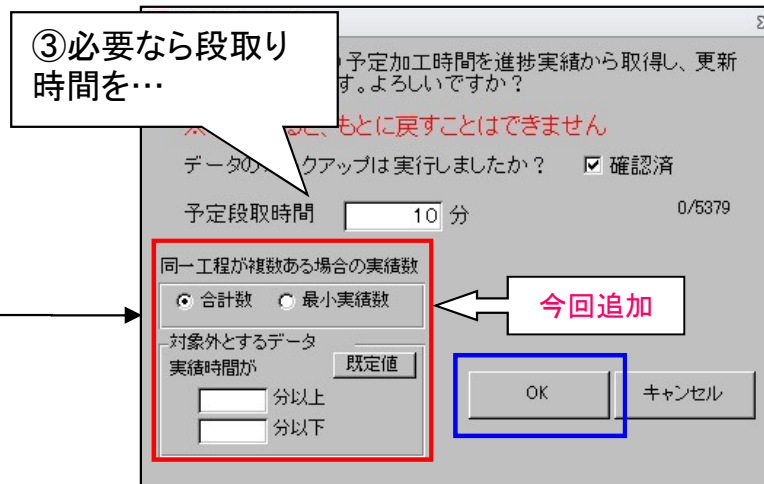 ③必要なら段取り
時間を…
予定加工時間を進捗実績から取得し、更新
す。よろしいですか？
と、もとに戻すことはできません
データの
クアップは実行しましたか？
確認済
予定段取時間
10 分
0/5379
同一工程が複数ある場合の実績数
合計数
最小実績数
今回追加
対象外とするデータ
実績時間が
既定値
分以上
分以下
OK
キャンセル